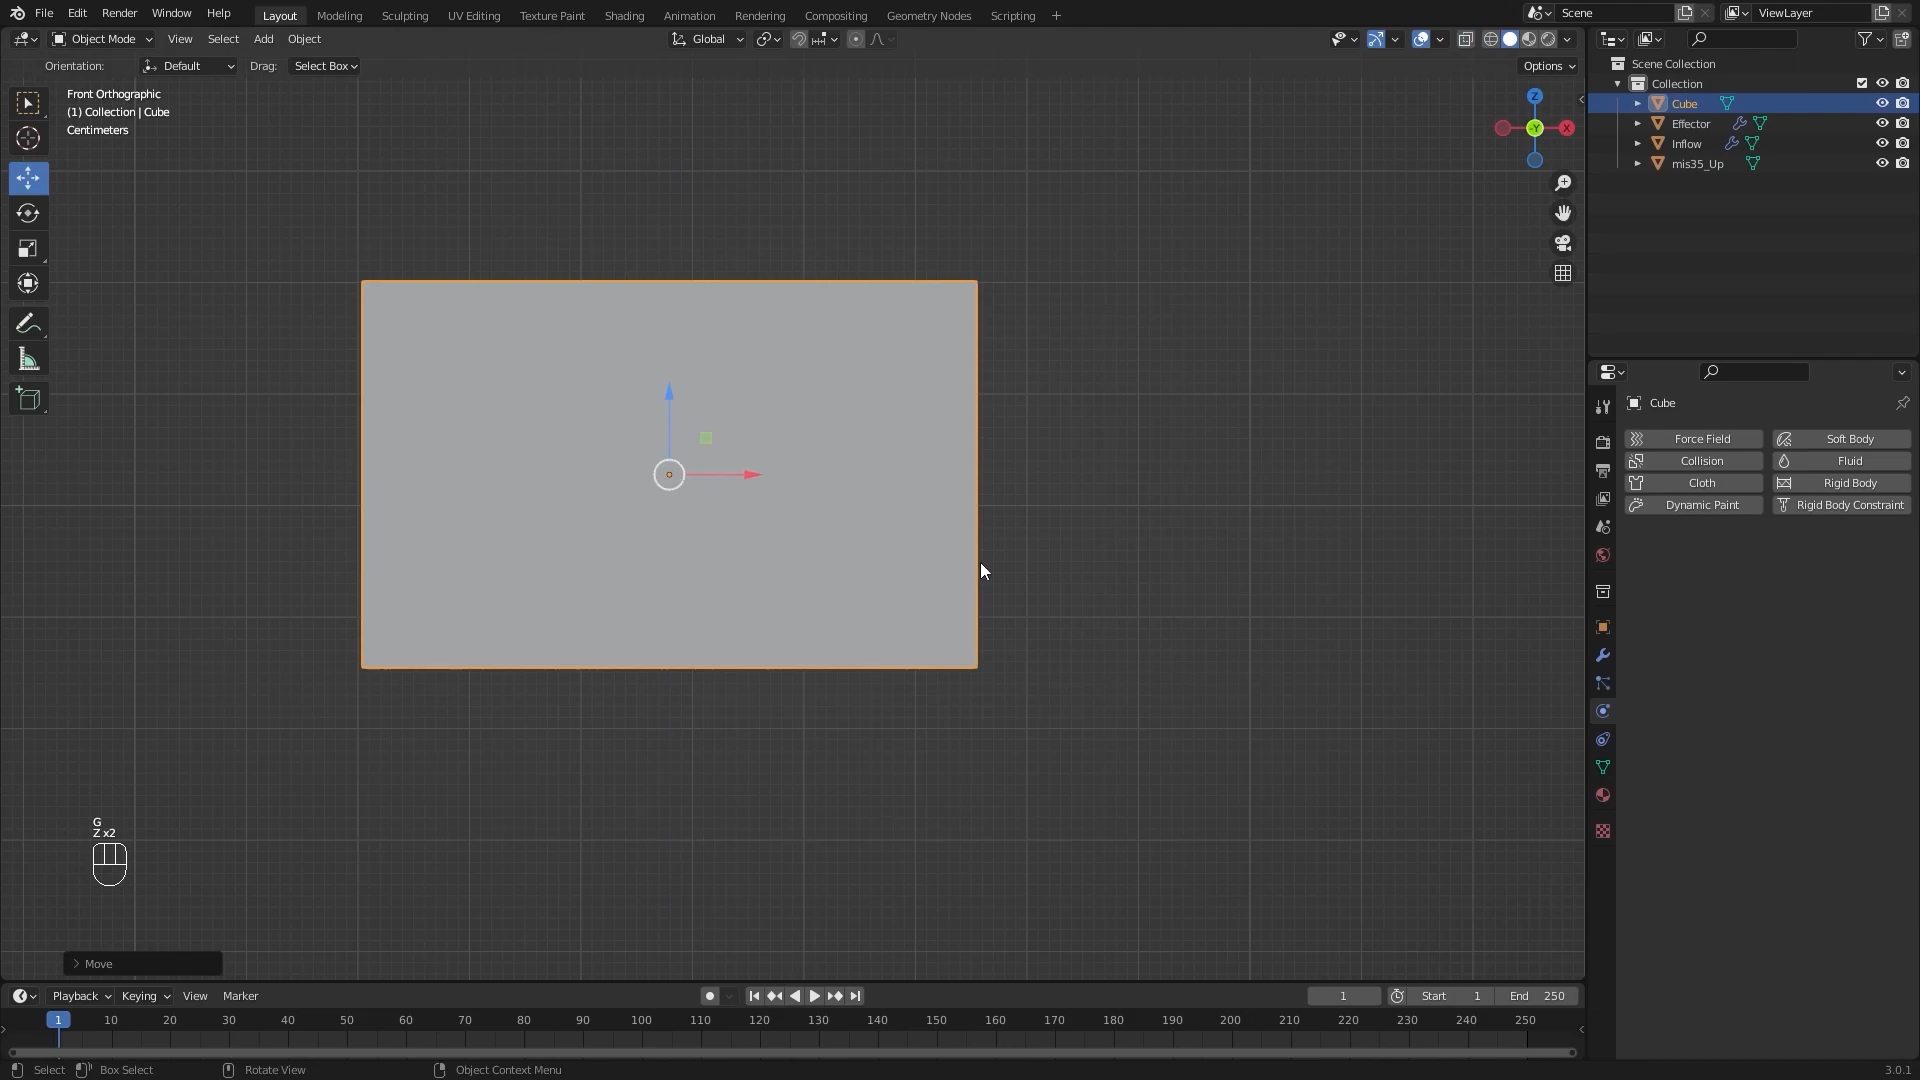 File Edit Render Window Help Layout Modeling Sculpting UV Editing Texture Paint Shading Animation Rendering Compositing Geometry Nodes Scripting + Scene ViewLayer
Object Mode View Select Add Object Global
Orientation: Default Drag: Select Box Options
Front Orthographic
(1) Collection | Cube
Centimeters
Z
-Y
X
Scene Collection
Collection
Cube
Effector
Inflow
mis35_Up
Cube
Force Field Soft Body
Collision Fluid
Cloth Rigid Body
Dynamic Paint Rigid Body Constraint
G
Z x2
Move
Playback Keying View Marker 1 Start 1 End 250
1 10 20 30 40 50 60 70 80 90 100 110 120 130 140 150 160 170 180 190 200 210 220 230 240 250
Select Box Select Rotate View Object Context Menu 3.0.1